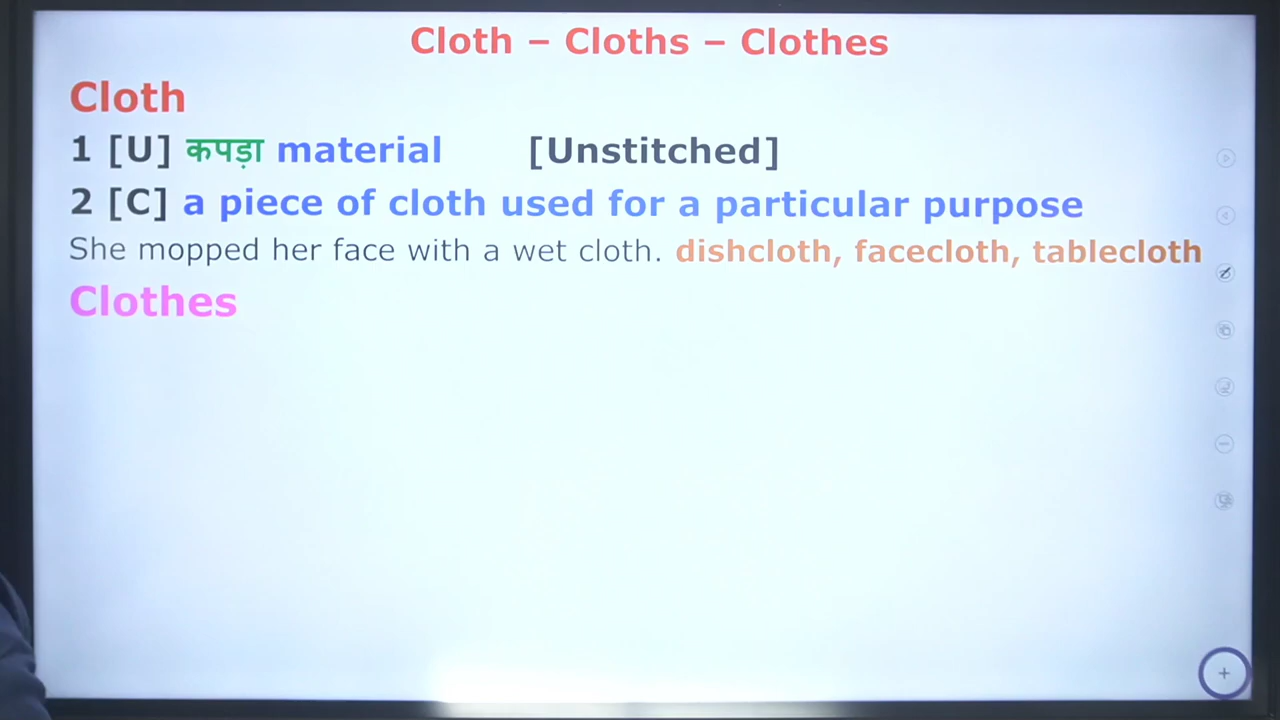 Cloth – Cloths – Clothes
Cloth
1 [U] कपड़ा material [Unstitched]
2 [C] a piece of cloth used for a particular purpose
She mopped her face with a wet cloth. dishcloth, facecloth, tablecloth
Clothes